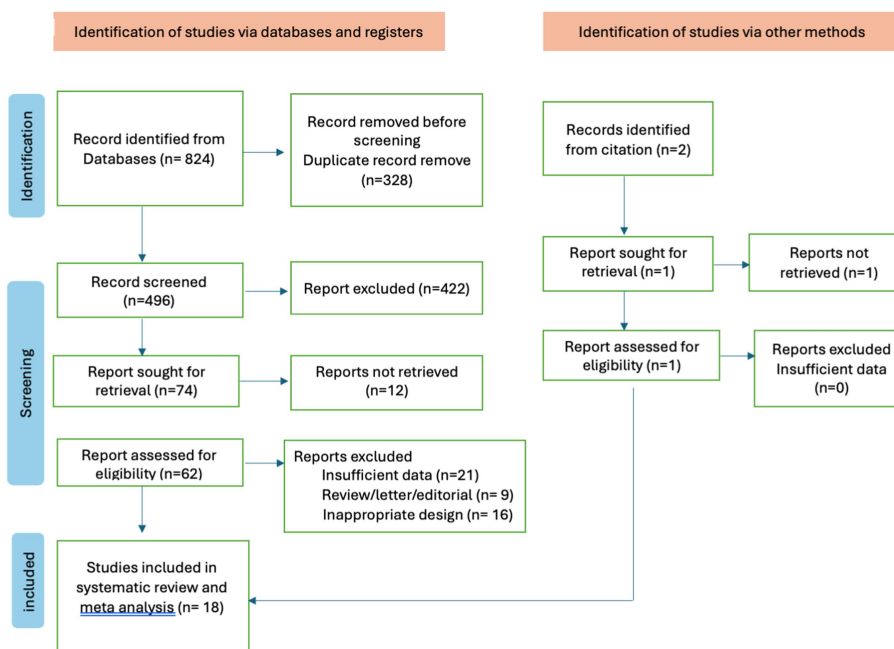 Identification of studies via databases and registers
Identification of studies via other methods
Identification
Record identified from
Databases (n= 824)
Record removed before
screening
Duplicate record remove
(n=328)
Records identified
from citation (n=2)
Screening
Record screened
(n=496)
Report excluded (n=422)
Report sought for
retrieval (n=1)
Reports not
retrieved (n=1)
Report sought for
retrieval (n=74)
Reports not retrieved
(n=12)
Report assessed for
eligibility (n=1)
Reports excluded
Insufficient data
(n=0)
Report assessed for
eligibility (n=62)
Reports excluded
Insufficient data (n=21)
Review/letter/editorial (n= 9)
Inappropriate design (n= 16)
included
Studies included in
systematic review and
meta analysis (n= 18)